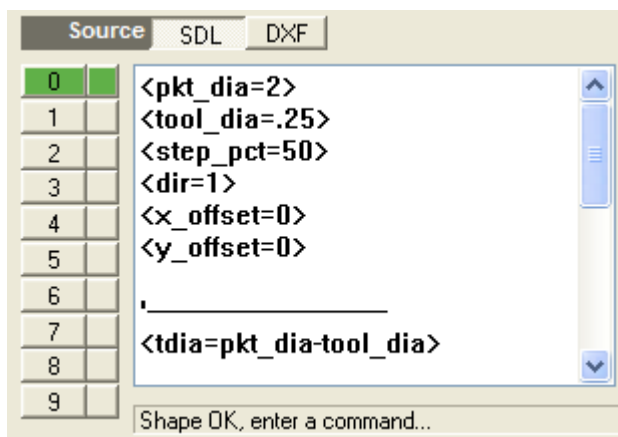 Source SDL DXF
0
1
2
3
4
5
6
7
8
9
<pkt_dia=2>
<tool_dia=.25>
<step_pct=50>
<dir=1>
<x_offset=0>
<y_offset=0>
'_________________
<tdia=pkt_dia-tool_dia>
Shape OK, enter a command...